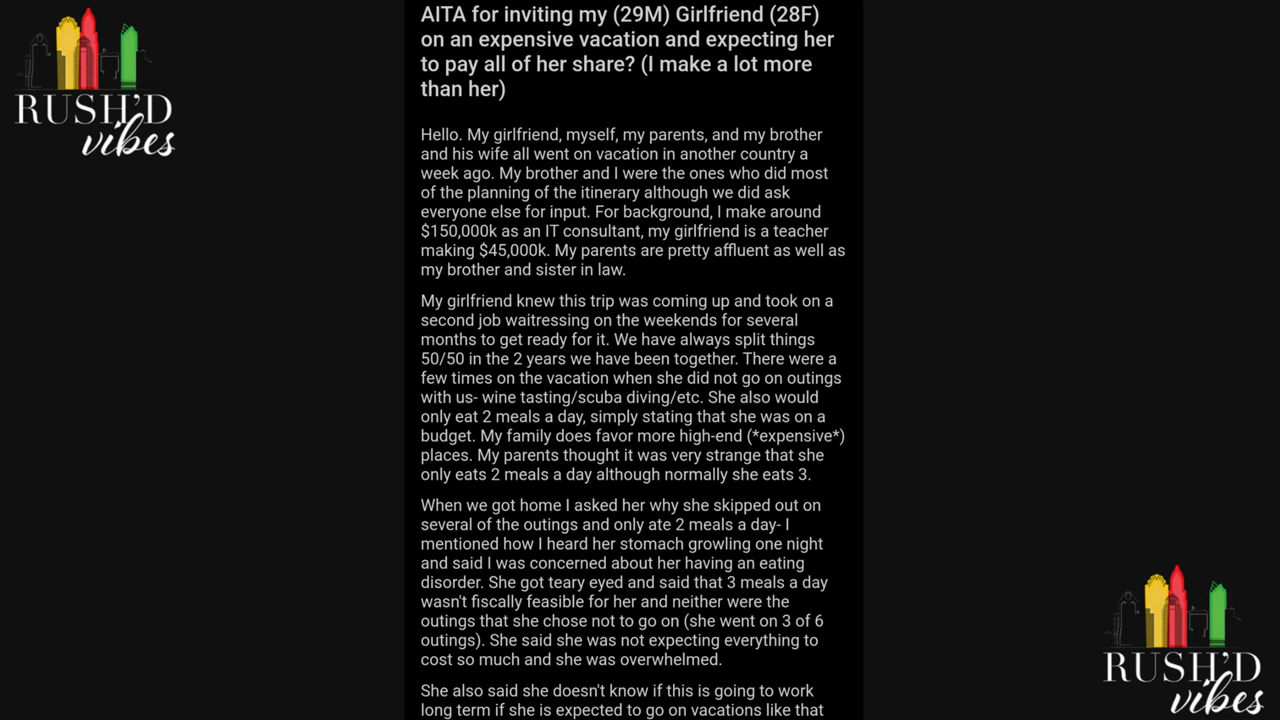 RUSH'D
vibes
AITA for inviting my (29M) Girlfriend (28F)
on an expensive vacation and expecting her
to pay all of her share? (I make a lot more
than her)
Hello. My girlfriend, myself, my parents, and my brother
and his wife all went on vacation in another country a
week ago. My brother and I were the ones who did most
of the planning of the itinerary although we did ask
everyone else for input. For background, I make around
$150,000k as an IT consultant, my girlfriend is a teacher
making $45,000k. My parents are pretty affluent as well as
my brother and sister in law.
My girlfriend knew this trip was coming up and took on a
second job waitressing on the weekends for several
months to get ready for it. We have always split things
50/50 in the 2 years we have been together. There were a
few times on the vacation when she did not go on outings
with us- wine tasting/scuba diving/etc. She also would
only eat 2 meals a day, simply stating that she was on a
budget. My family does favor more high-end (*expensive*)
places. My parents thought it was very strange that she
only eats 2 meals a day although normally she eats 3.
When we got home I asked her why she skipped out on
several of the outings and only ate 2 meals a day- I
mentioned how I heard her stomach growling one night
and said I was concerned about her having an eating
disorder. She got teary eyed and said that 3 meals a day
wasn't fiscally feasible for her and neither were the
outings that she chose not to go on (she went on 3 of 6
outings). She said she was not expecting everything to
cost so much and she was overwhelmed.
She also said she doesn't know if this is going to work
long term if she is expected to go on vacations like that
RUSH'D
vibes